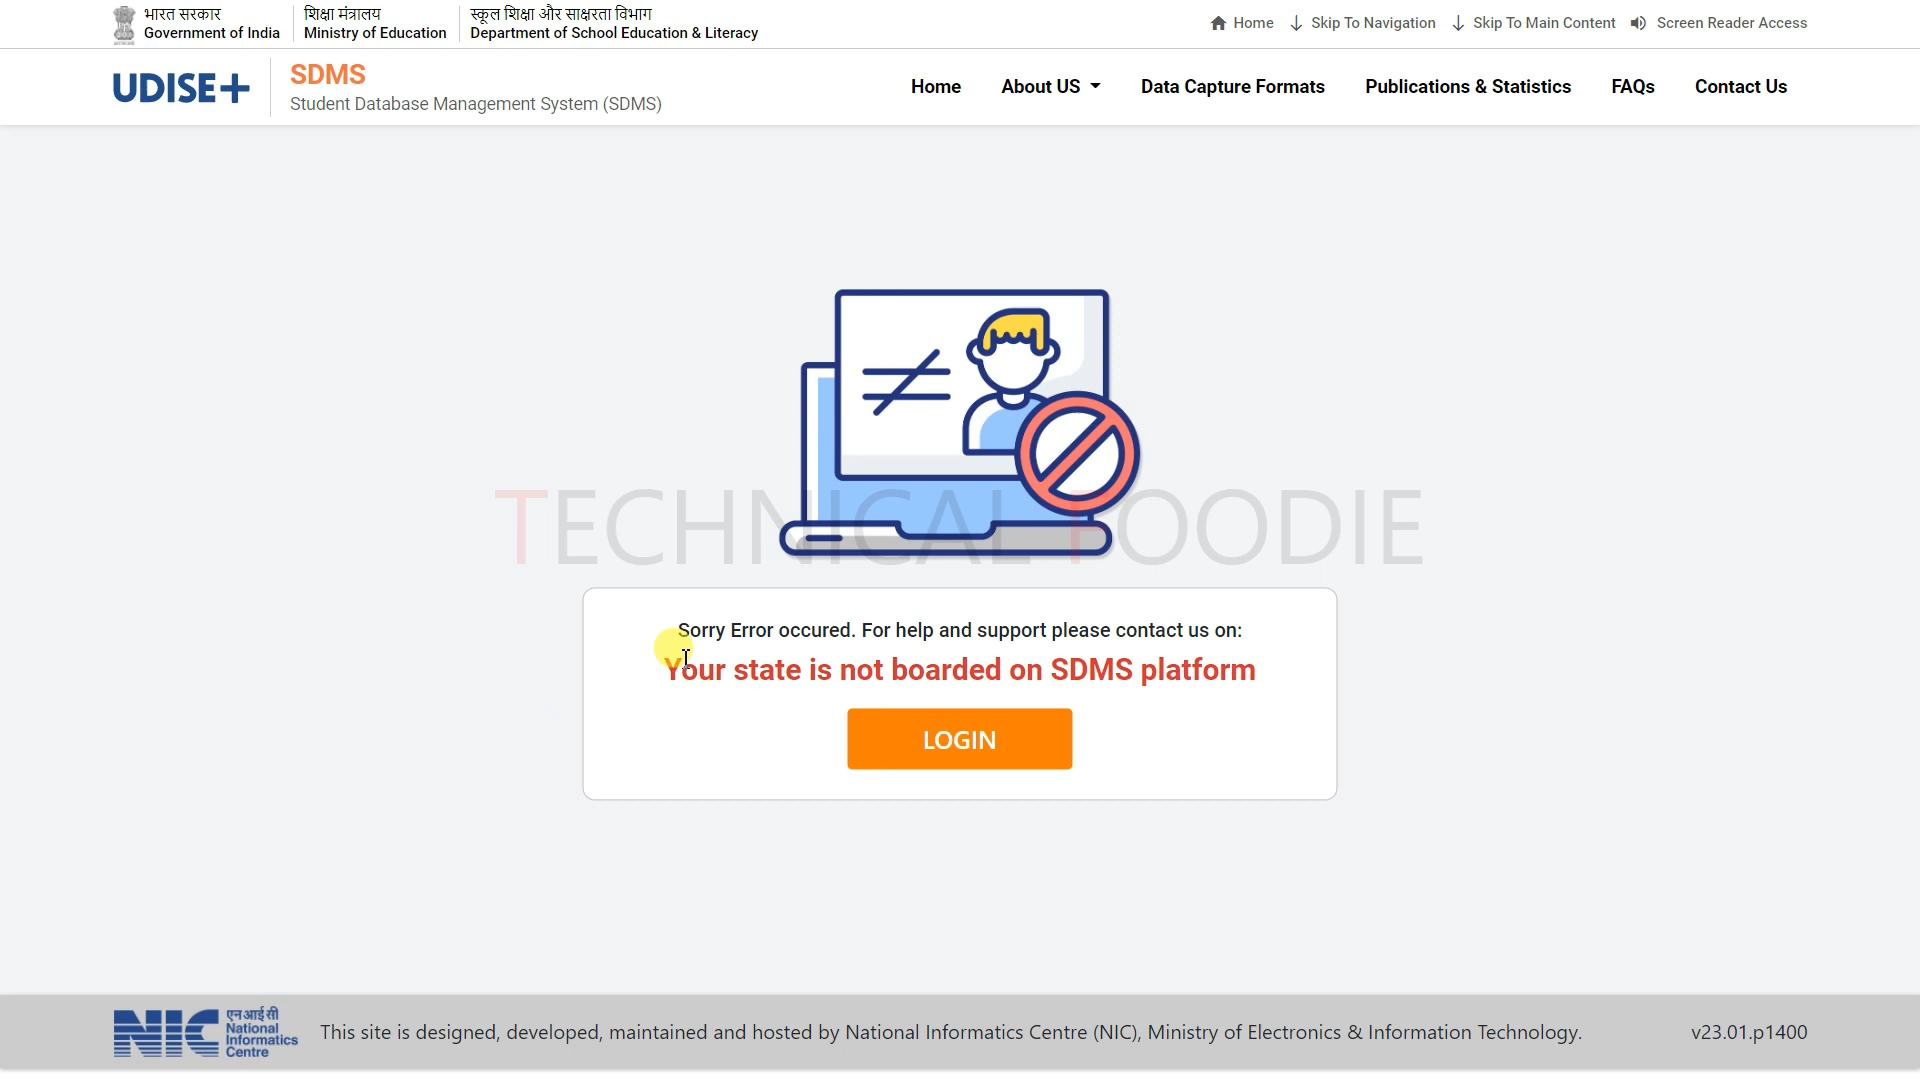 भारत सरकार
Government of India
शिक्षा मंत्रालय
Ministry of Education
स्कूल शिक्षा और साक्षरता विभाग
Department of School Education & Literacy
Home
Skip To Navigation
Skip To Main Content
Screen Reader Access
UDISE+
SDMS
Student Database Management System (SDMS)
Home
About US
Data Capture Formats
Publications & Statistics
FAQs
Contact Us
TECHNICAL FOODIE
Sorry Error occured. For help and support please contact us on:
Your state is not boarded on SDMS platform
LOGIN
NIC
एन आई सी
National
Informatics
Centre
This site is designed, developed, maintained and hosted by National Informatics Centre (NIC), Ministry of Electronics & Information Technology.
v23.01.p1400